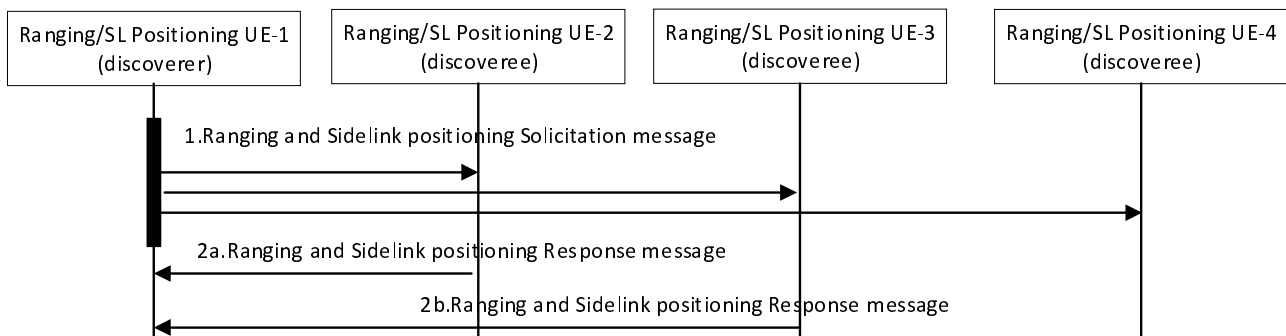 Ranging/SL Positioning UE-1
(discoverer)
Ranging/SL Positioning UE-2
(discoveree)
Ranging/SL Positioning UE-3
(discoveree)
Ranging/SL Positioning UE-4
(discoveree)
1.Ranging and Sidelink positioning Solicitation message
2a.Ranging and Sidelink positioning Response message
2b.Ranging and Sidelink positioning Response message